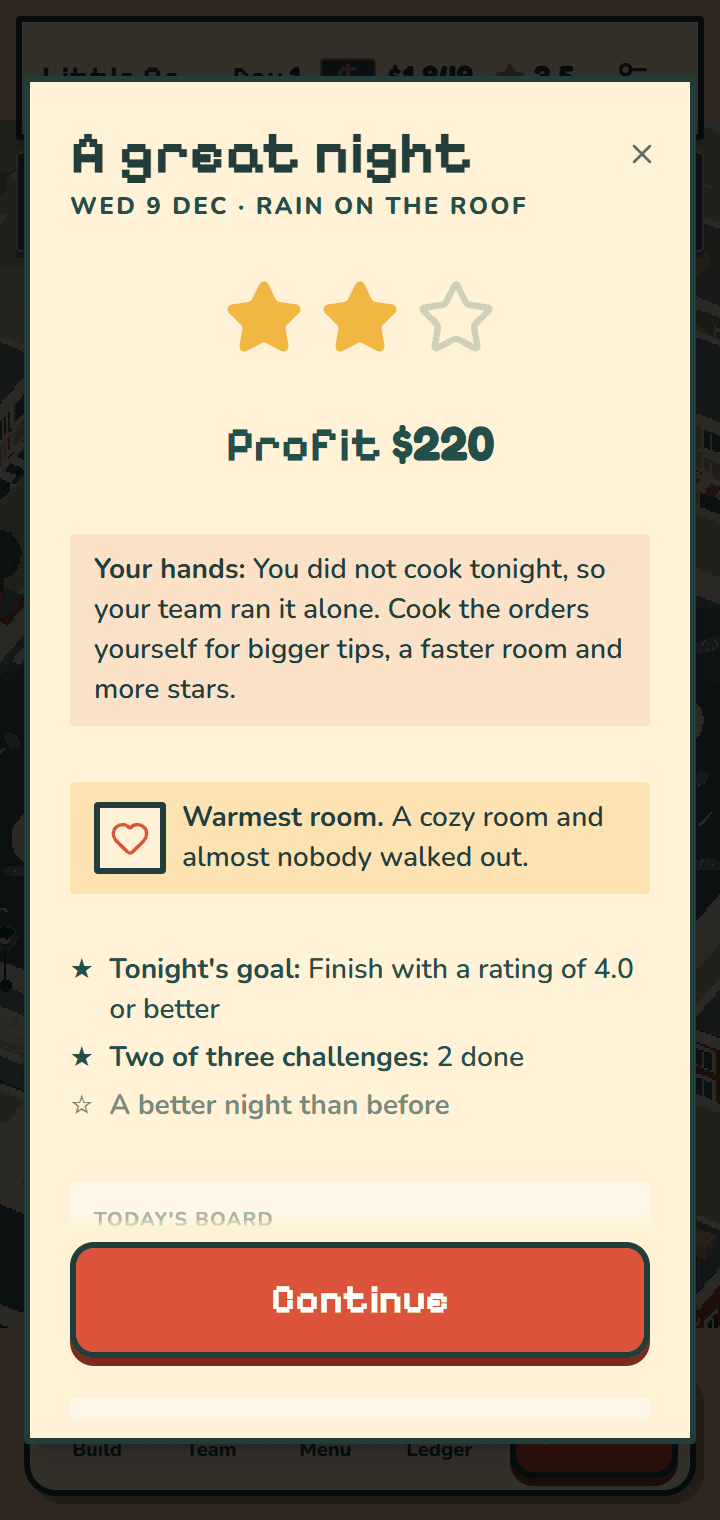 Day 1
A great night
WED 9 DEC · RAIN ON THE ROOF
Profit $220
Your hands: You did not cook tonight, so
your team ran it alone. Cook the orders
yourself for bigger tips, a faster room and
more stars.
Warmest room. A cozy room and
almost nobody walked out.
★ Tonight's goal: Finish with a rating of 4.0
or better
★ Two of three challenges: 2 done
☆ A better night than before
TODAY'S BOARD
Continue
Build Team Menu Ledger